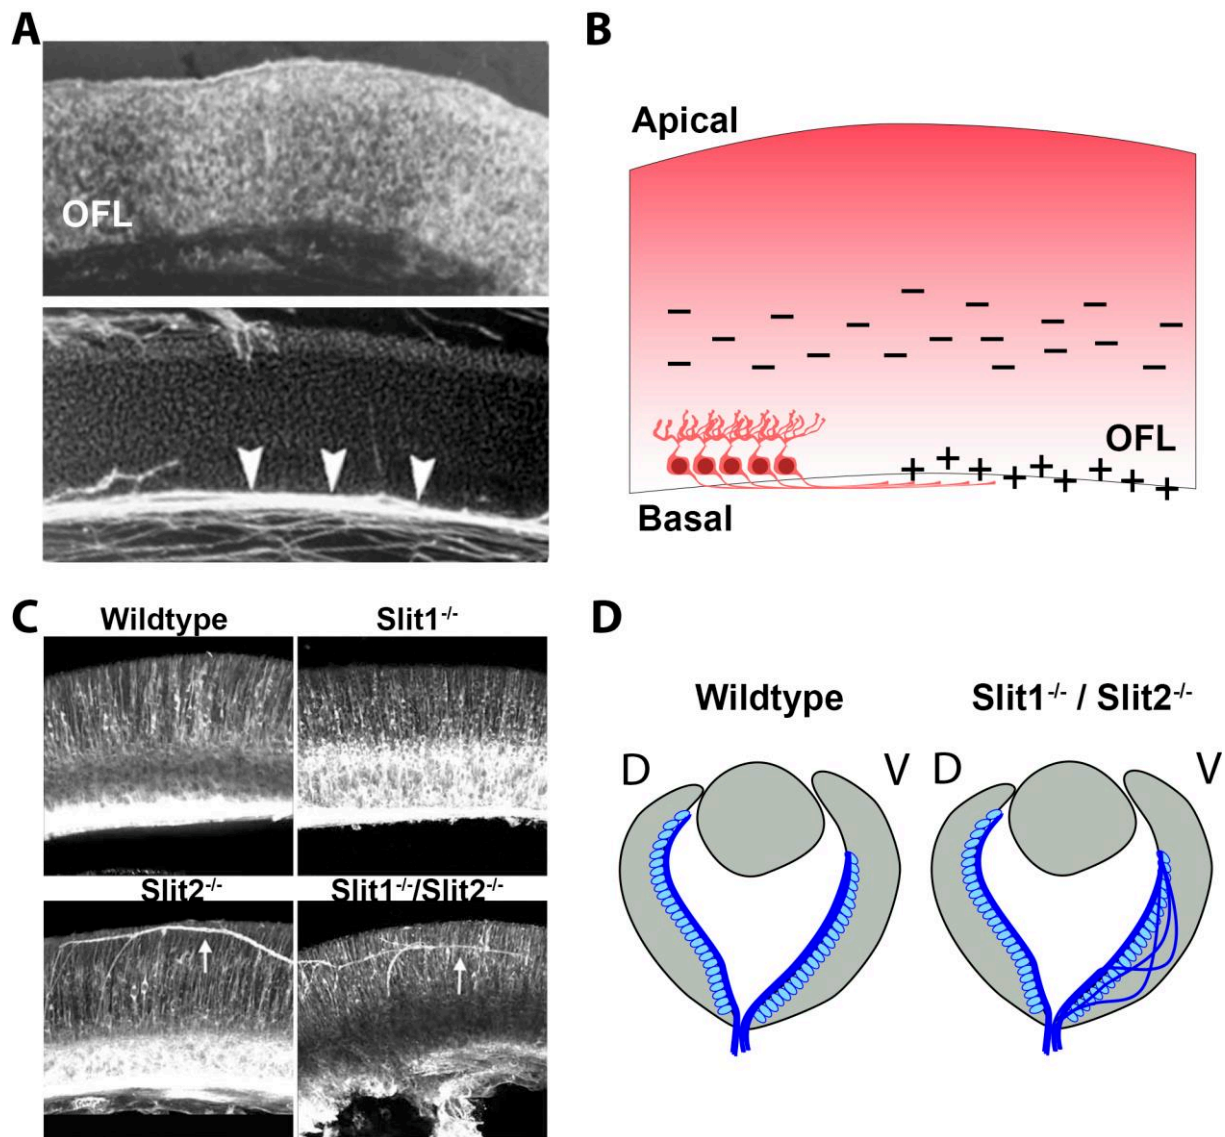 A
OFL
B
Apical
OFL
Basal
C
Wildtype
Slit1-/-
Slit2-/-
Slit1-/-/Slit2-/-
D
Wildtype
Slit1-/- / Slit2-/-
D
V
D
V